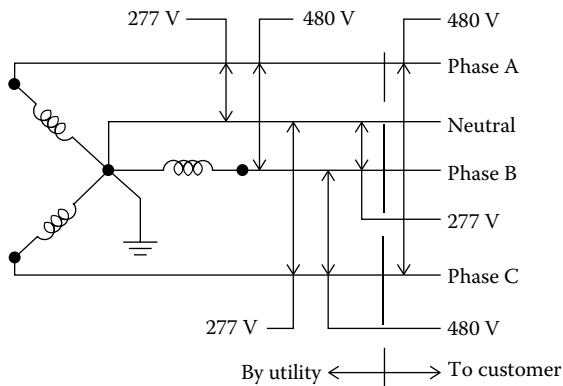 277 V
480 V
480 V
Phase A
Neutral
Phase B
277 V
Phase C
277 V
480 V
By utility
To customer